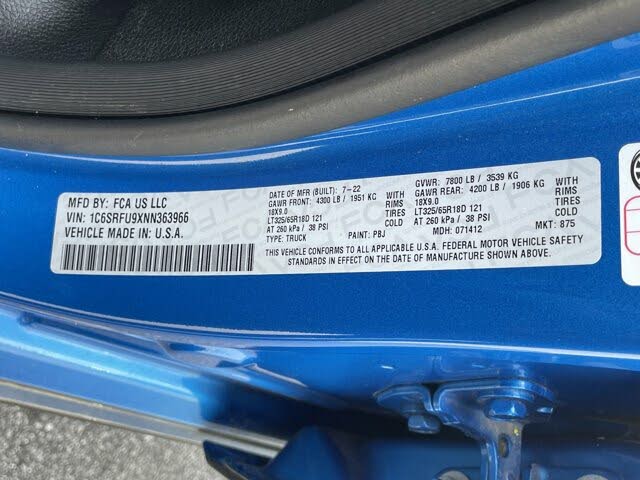 MFD BY: FCA US LLC
VIN: 1C6SRFU9XNN363966
VEHICLE MADE IN: U.S.A.
DATE OF MFR (BUILT): 7-22 GVWR: 7800 LB / 3539 KG
GAWR FRONT: 4300 LB / 1951 KG WITH GAWR REAR: 4200 LB / 1906 KG WITH
18X9.0 RIMS 18X9.0 RIMS
LT325/65R18D 121 TIRES LT325/65R18D 121 TIRES
AT 260 kPa / 38 PSI COLD AT 260 kPa / 38 PSI COLD
TYPE: TRUCK PAINT: PBJ MDH: 071412 MKT: 875
THIS VEHICLE CONFORMS TO ALL APPLICABLE U.S.A. FEDERAL MOTOR VEHICLE SAFETY
STANDARDS IN EFFECT ON THE DATE OF MANUFACTURE SHOWN ABOVE.